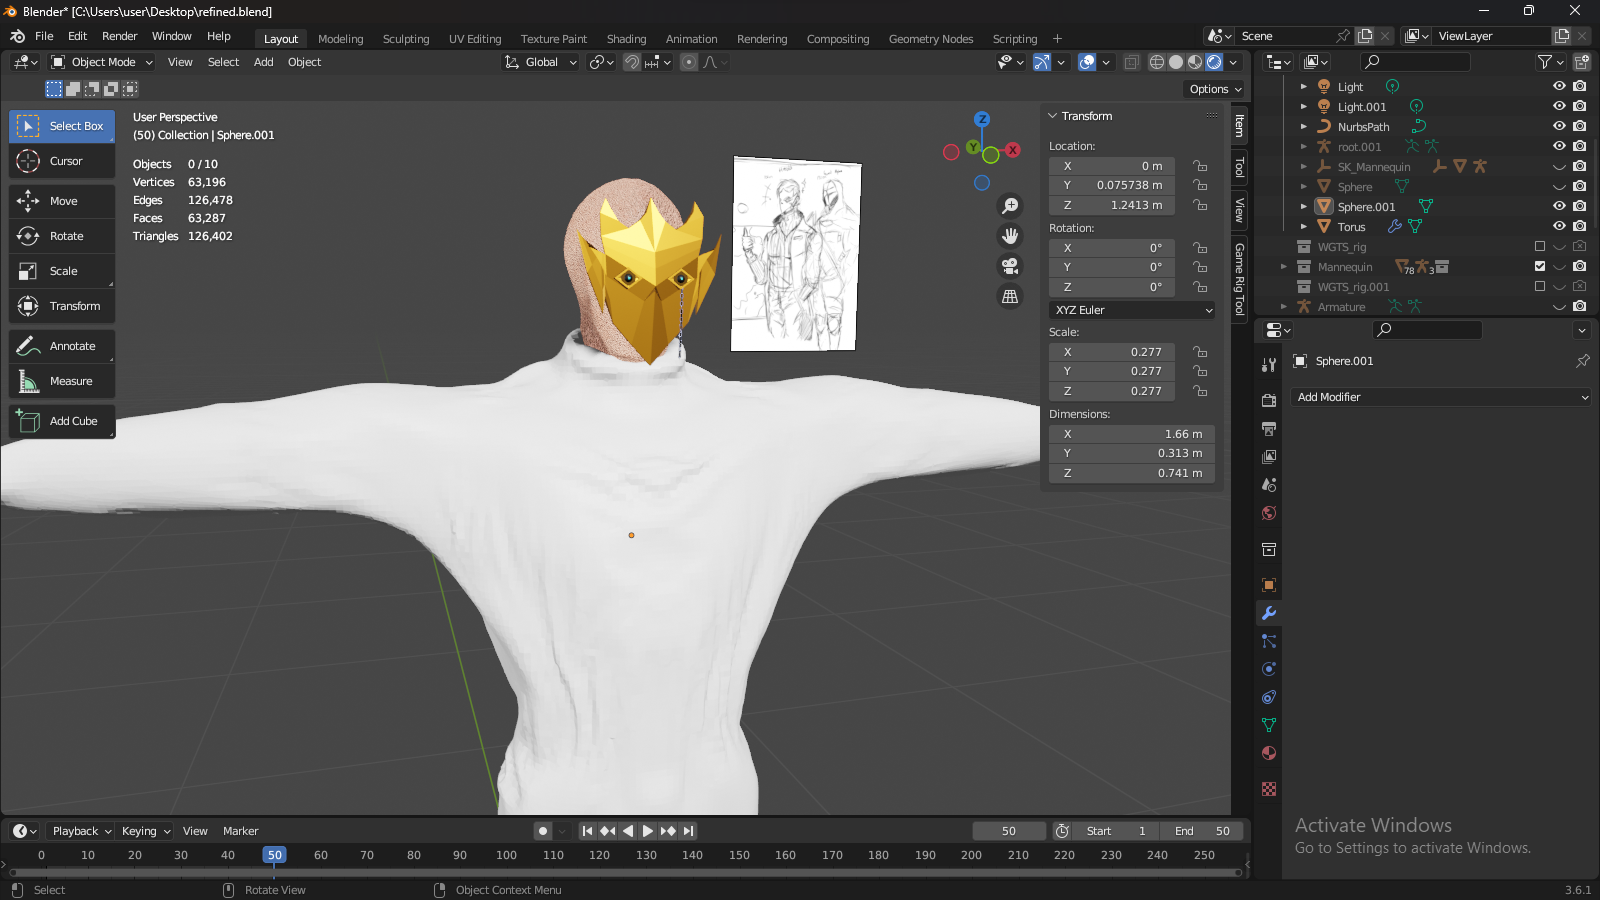 Blender* [C:\Users\user\Desktop\refined.blend]
File Edit Render Window Help Layout Modeling Sculpting UV Editing Texture Paint Shading Animation Rendering Compositing Geometry Nodes Scripting + Scene ViewLayer
Object Mode View Select Add Object Global
Options
Select Box
Cursor
Move
Rotate
Scale
Transform
Annotate
Measure
Add Cube
User Perspective
(50) Collection | Sphere.001
Objects 0 / 10
Vertices 63,196
Edges 126,478
Faces 63,287
Triangles 126,402
Z
Y
X
Transform
Location:
X 0 m
Y 0.075738 m
Z 1.2413 m
Rotation:
X 0°
Y 0°
Z 0°
XYZ Euler
Scale:
X 0.277
Y 0.277
Z 0.277
Dimensions:
X 1.66 m
Y 0.313 m
Z 0.741 m
Item
Tool
View
Game Rig Tool
Light
Light.001
NurbsPath
root.001
SK_Mannequin
Sphere
Sphere.001
Torus
WGTS_rig
Mannequin 78 3
WGTS_rig.001
Armature
Sphere.001
Add Modifier
Activate Windows
Go to Settings to activate Windows.
Playback Keying View Marker 50 Start 1 End 50
0 10 20 30 40 50 60 70 80 90 100 110 120 130 140 150 160 170 180 190 200 210 220 230 240 250
Select Rotate View Object Context Menu 3.6.1